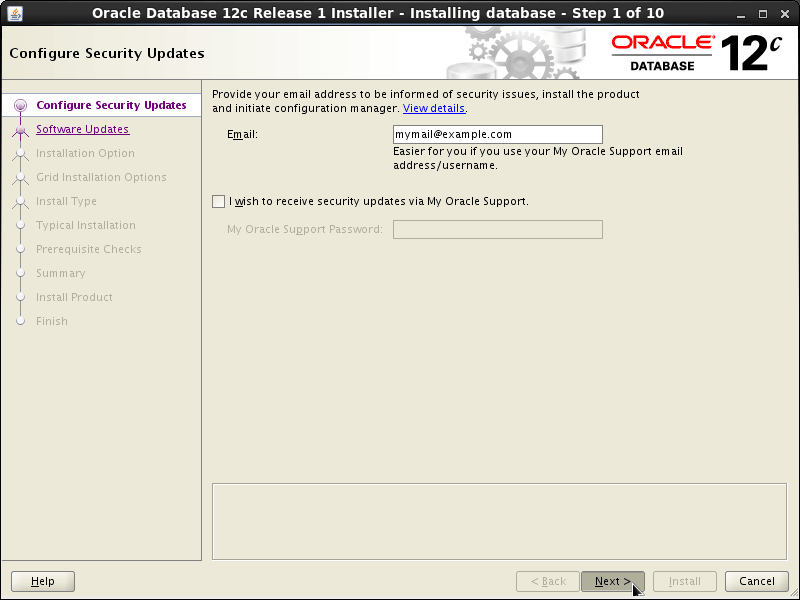 Oracle Database 12c Release 1 Installer - Installing database - Step 1 of 10
Configure Security Updates
ORACLE
DATABASE
12c
Configure Security Updates
Software Updates
Installation Option
Grid Installation Options
Install Type
Typical Installation
Prerequisite Checks
Summary
Install Product
Finish
Provide your email address to be informed of security issues, install the product
and initiate configuration manager. View details.
Email:
mymail@example.com
Easier for you if you use your My Oracle Support email
address/username.
I wish to receive security updates via My Oracle Support.
My Oracle Support Password:
Help
< Back
Next >
Install
Cancel